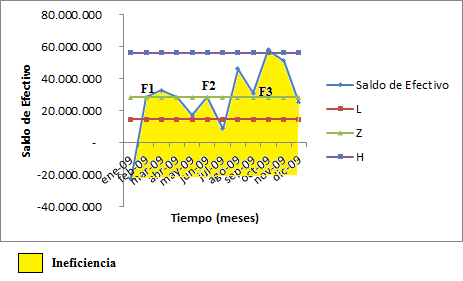 80.000.000
60.000.000
40.000.000
20.000.000
-
-20.000.000
-40.000.000
Saldo de Efectivo
F1
F2
F3
ene-09
feb-09
mar-09
abr-09
may-09
jun-09
jul-09
ago-09
sep-09
oct-09
nov-09
dic-09
Tiempo (meses)
Saldo de Efectivo
L
Z
H
Ineficiencia